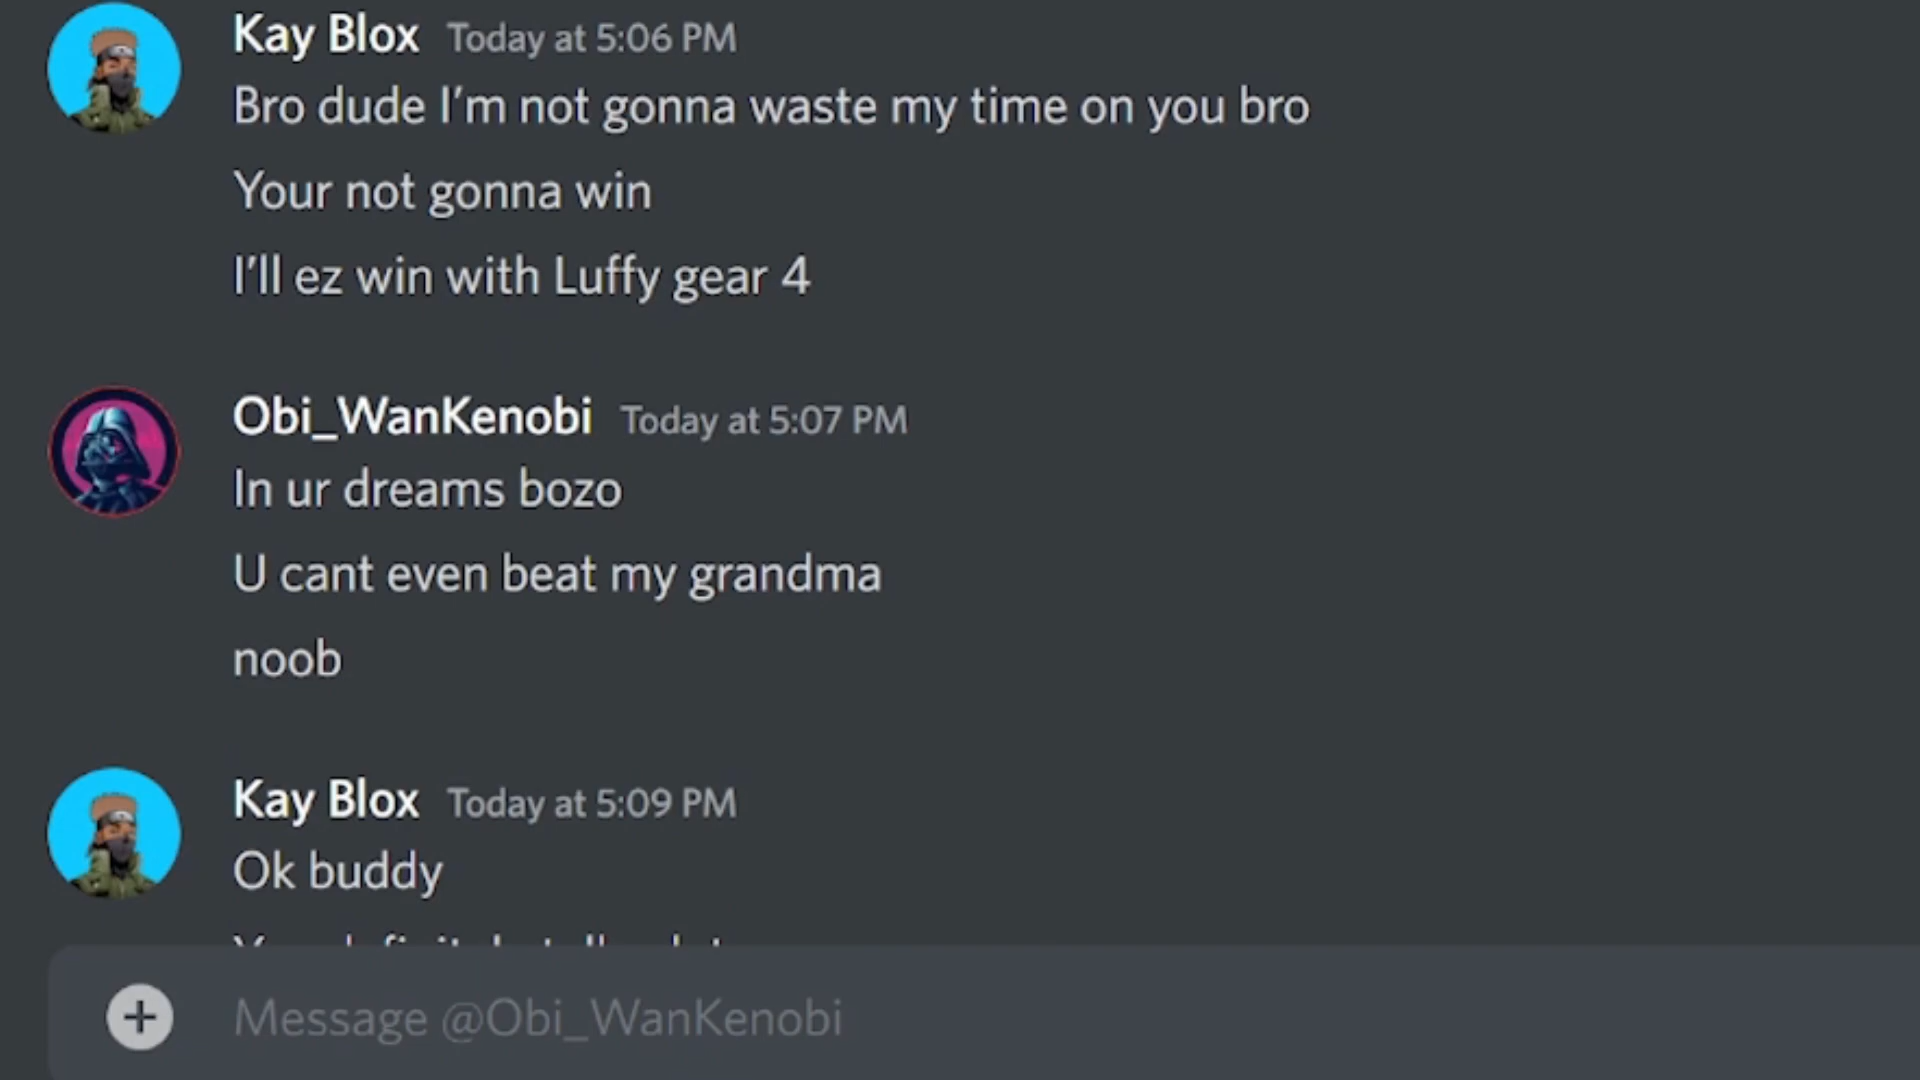 Kay Blox Today at 5:06 PM
Bro dude I'm not gonna waste my time on you bro
Your not gonna win
I'll ez win with Luffy gear 4
Obi_WanKenobi Today at 5:07 PM
In ur dreams bozo
U cant even beat my grandma
noob
Kay Blox Today at 5:09 PM
Ok buddy
Message @Obi_WanKenobi